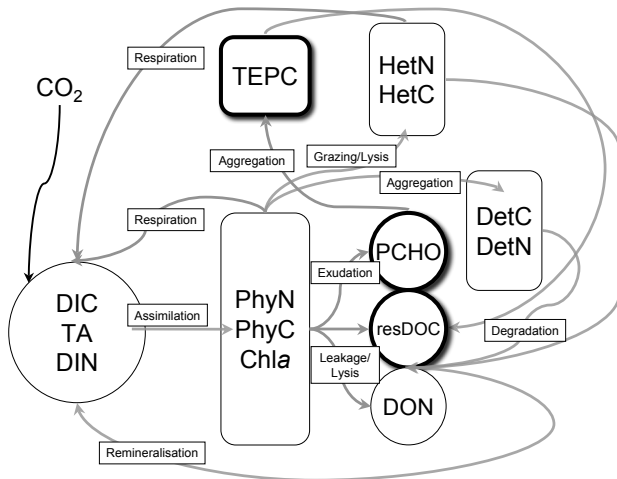 Respiration
TEPC
HetN
HetC
CO₂
Aggregation
Grazing/Lysis
Aggregation
Respiration
DetC
DetN
PCHO
Exudation
DIC
TA
DIN
Assimilation
PhyN
PhyC
Chla
resDOC
Degradation
Leakage/
Lysis
DON
Remineralisation